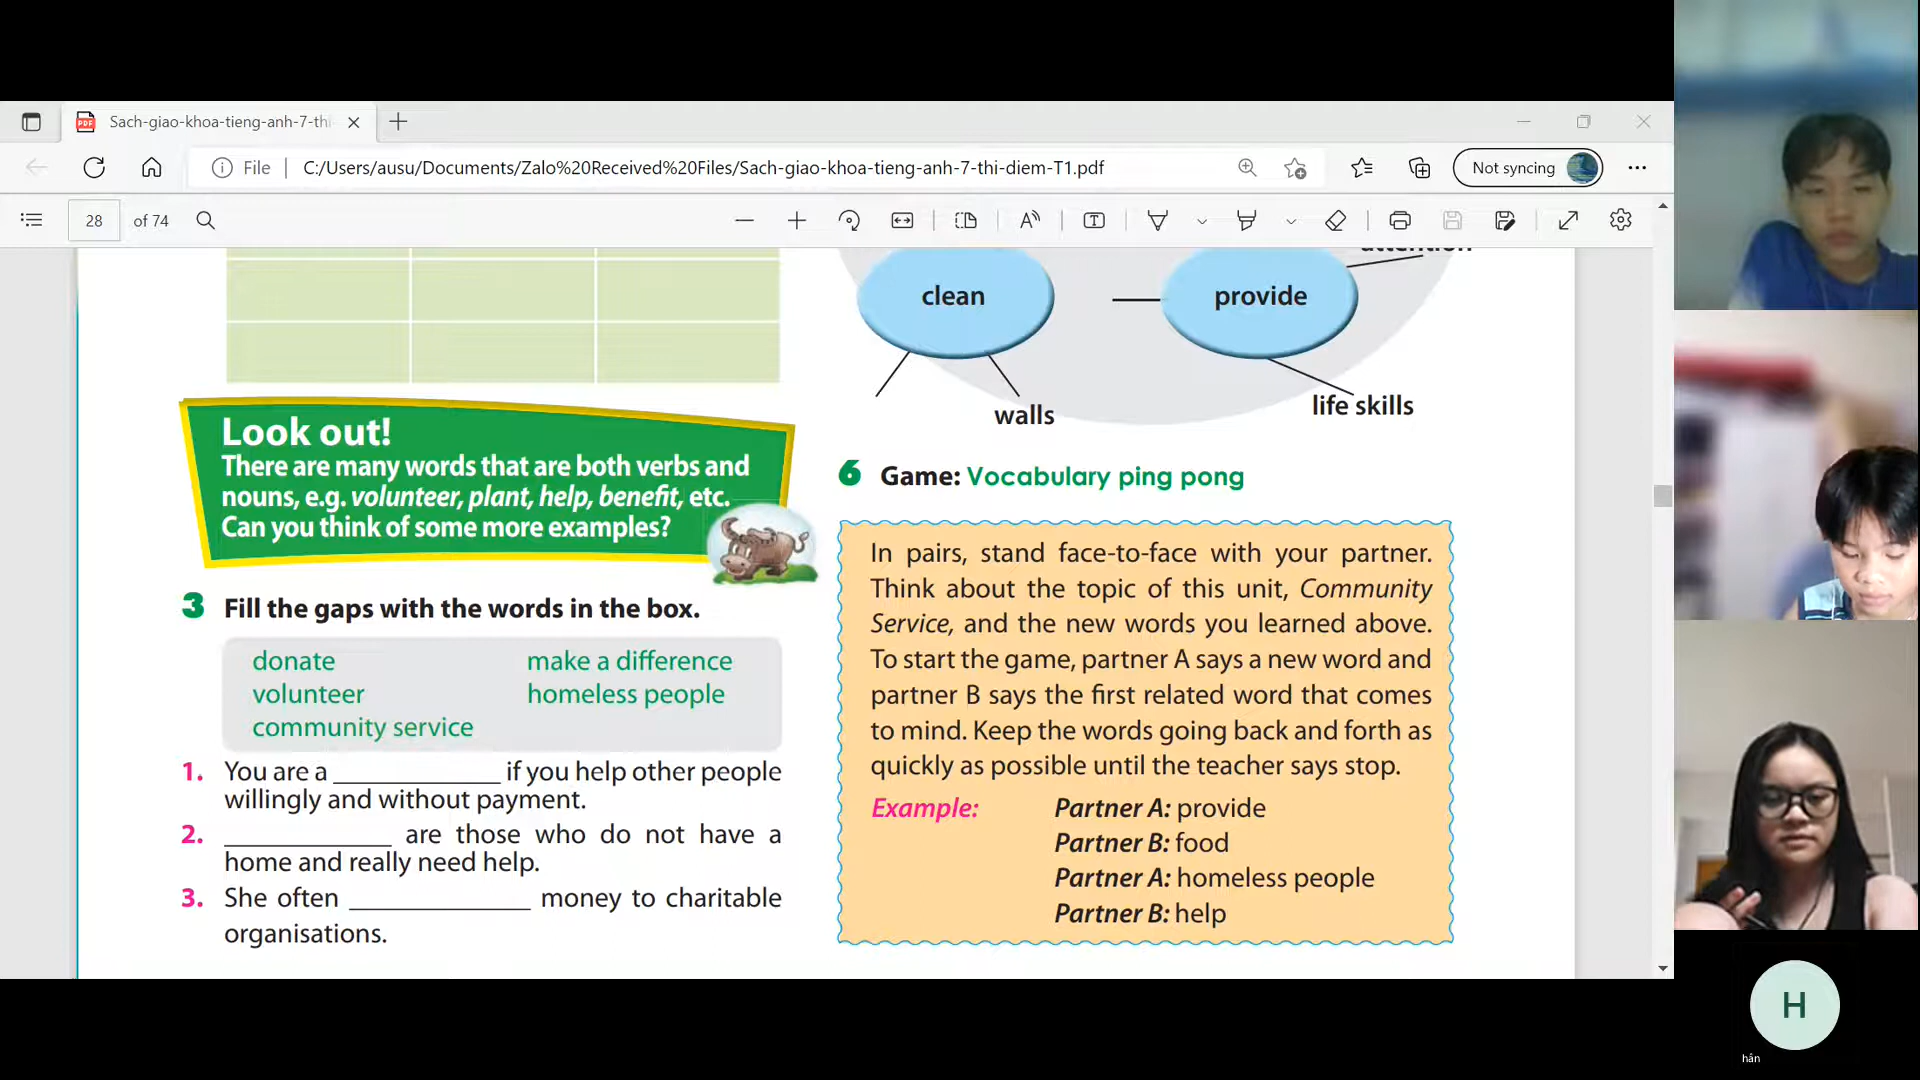 Sach-giao-khoa-tieng-anh-7-thi-
File
C:/Users/ausu/Documents/Zalo%20Received%20Files/Sach-giao-khoa-tieng-anh-7-thi-diem-T1.pdf
Not syncing
28 of 74
attention
clean
provide
walls
life skills
Look out!
There are many words that are both verbs and
nouns, e.g. volunteer, plant, help, benefit, etc.
Can you think of some more examples?
3 Fill the gaps with the words in the box.
donate make a difference
volunteer homeless people
community service
1. You are a ____________ if you help other people
willingly and without payment.
2. ____________ are those who do not have a
home and really need help.
3. She often _____________ money to charitable
organisations.
6 Game: Vocabulary ping pong
In pairs, stand face-to-face with your partner.
Think about the topic of this unit, Community
Service, and the new words you learned above.
To start the game, partner A says a new word and
partner B says the first related word that comes
to mind. Keep the words going back and forth as
quickly as possible until the teacher says stop.
Example: Partner A: provide
Partner B: food
Partner A: homeless people
Partner B: help
H
hân